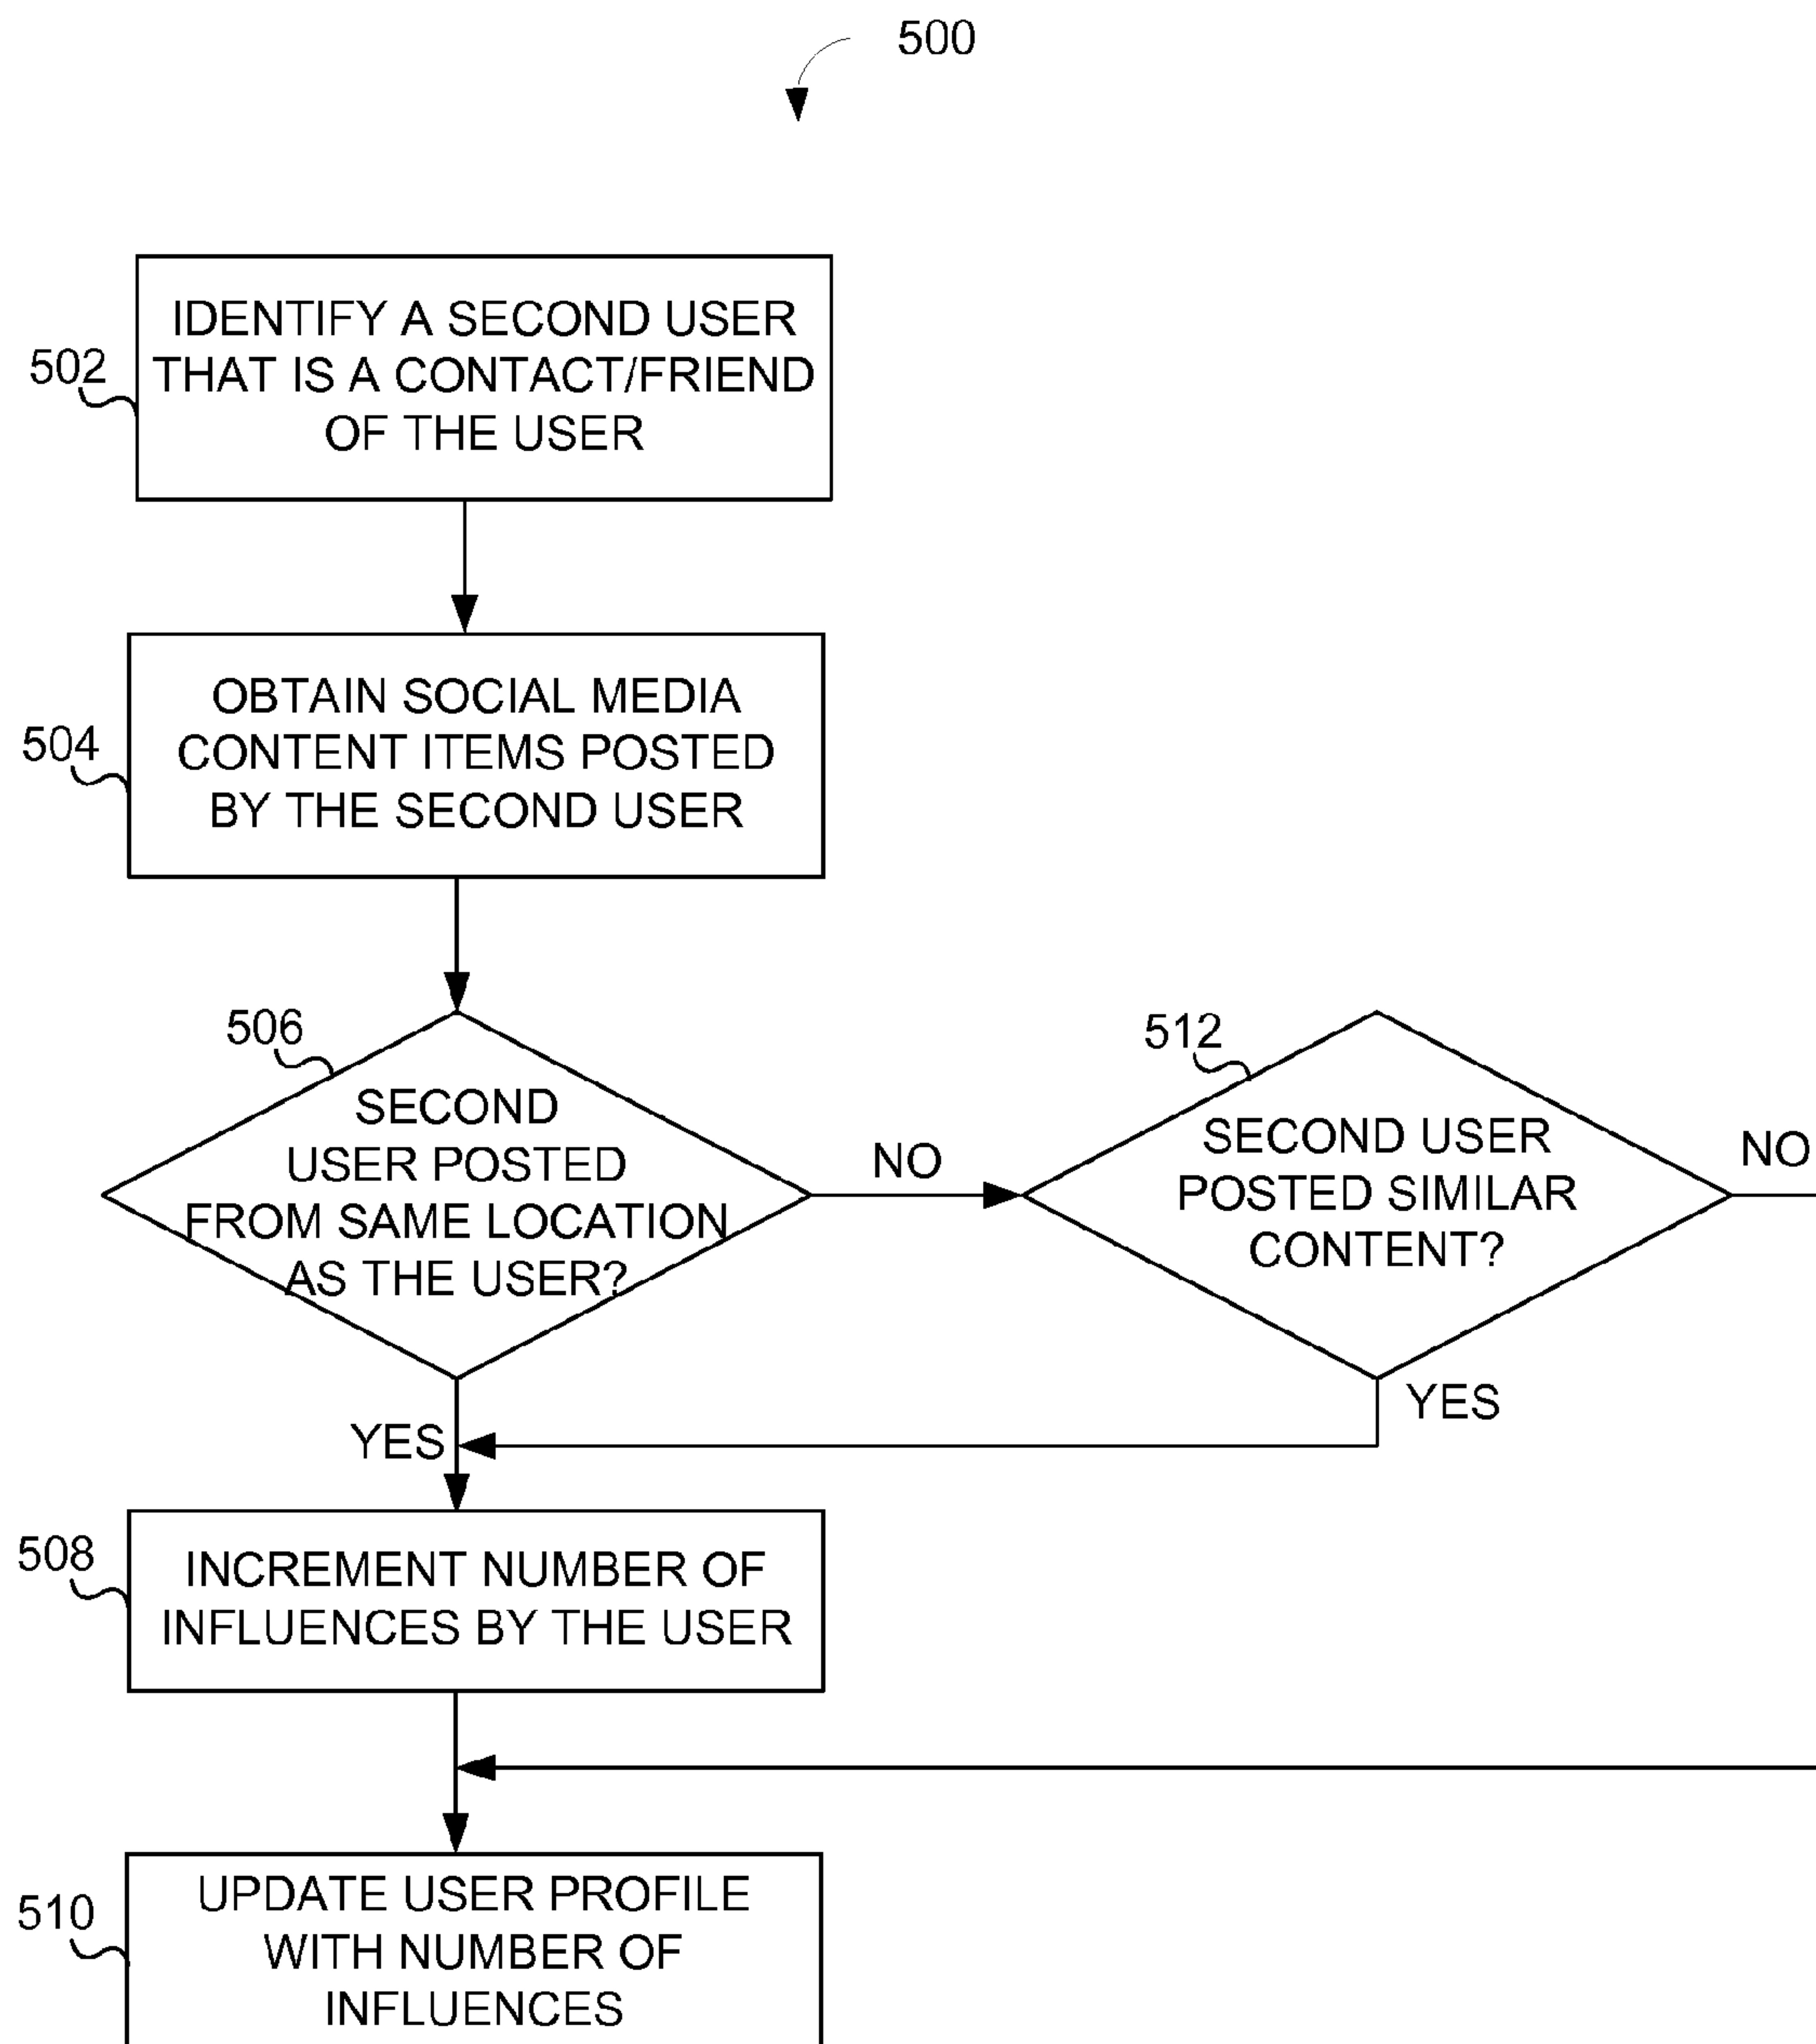 500
502
IDENTIFY A SECOND USER
THAT IS A CONTACT/FRIEND
OF THE USER
504
OBTAIN SOCIAL MEDIA
CONTENT ITEMS POSTED
BY THE SECOND USER
506
SECOND
USER POSTED
FROM SAME LOCATION
AS THE USER?
NO
512
SECOND USER
POSTED SIMILAR
CONTENT?
NO
YES
YES
508
INCREMENT NUMBER OF
INFLUENCES BY THE USER
510
UPDATE USER PROFILE
WITH NUMBER OF
INFLUENCES